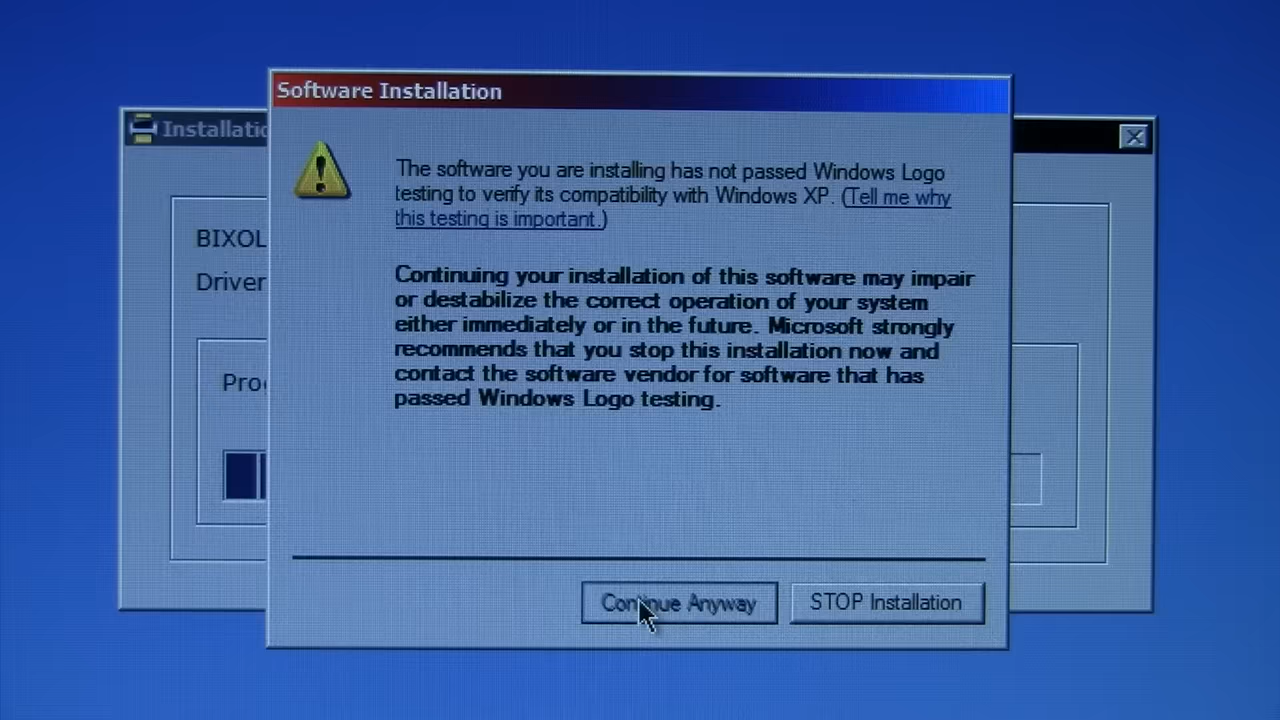 Software Installation
Installatio
The software you are installing has not passed Windows Logo
testing to verify its compatibility with Windows XP. (Tell me why
this testing is important.)
BIXOL
Driver
Continuing your installation of this software may impair
or destabilize the correct operation of your system
either immediately or in the future. Microsoft strongly
recommends that you stop this installation now and
contact the software vendor for software that has
passed Windows Logo testing.
Prog
Continue Anyway
STOP Installation